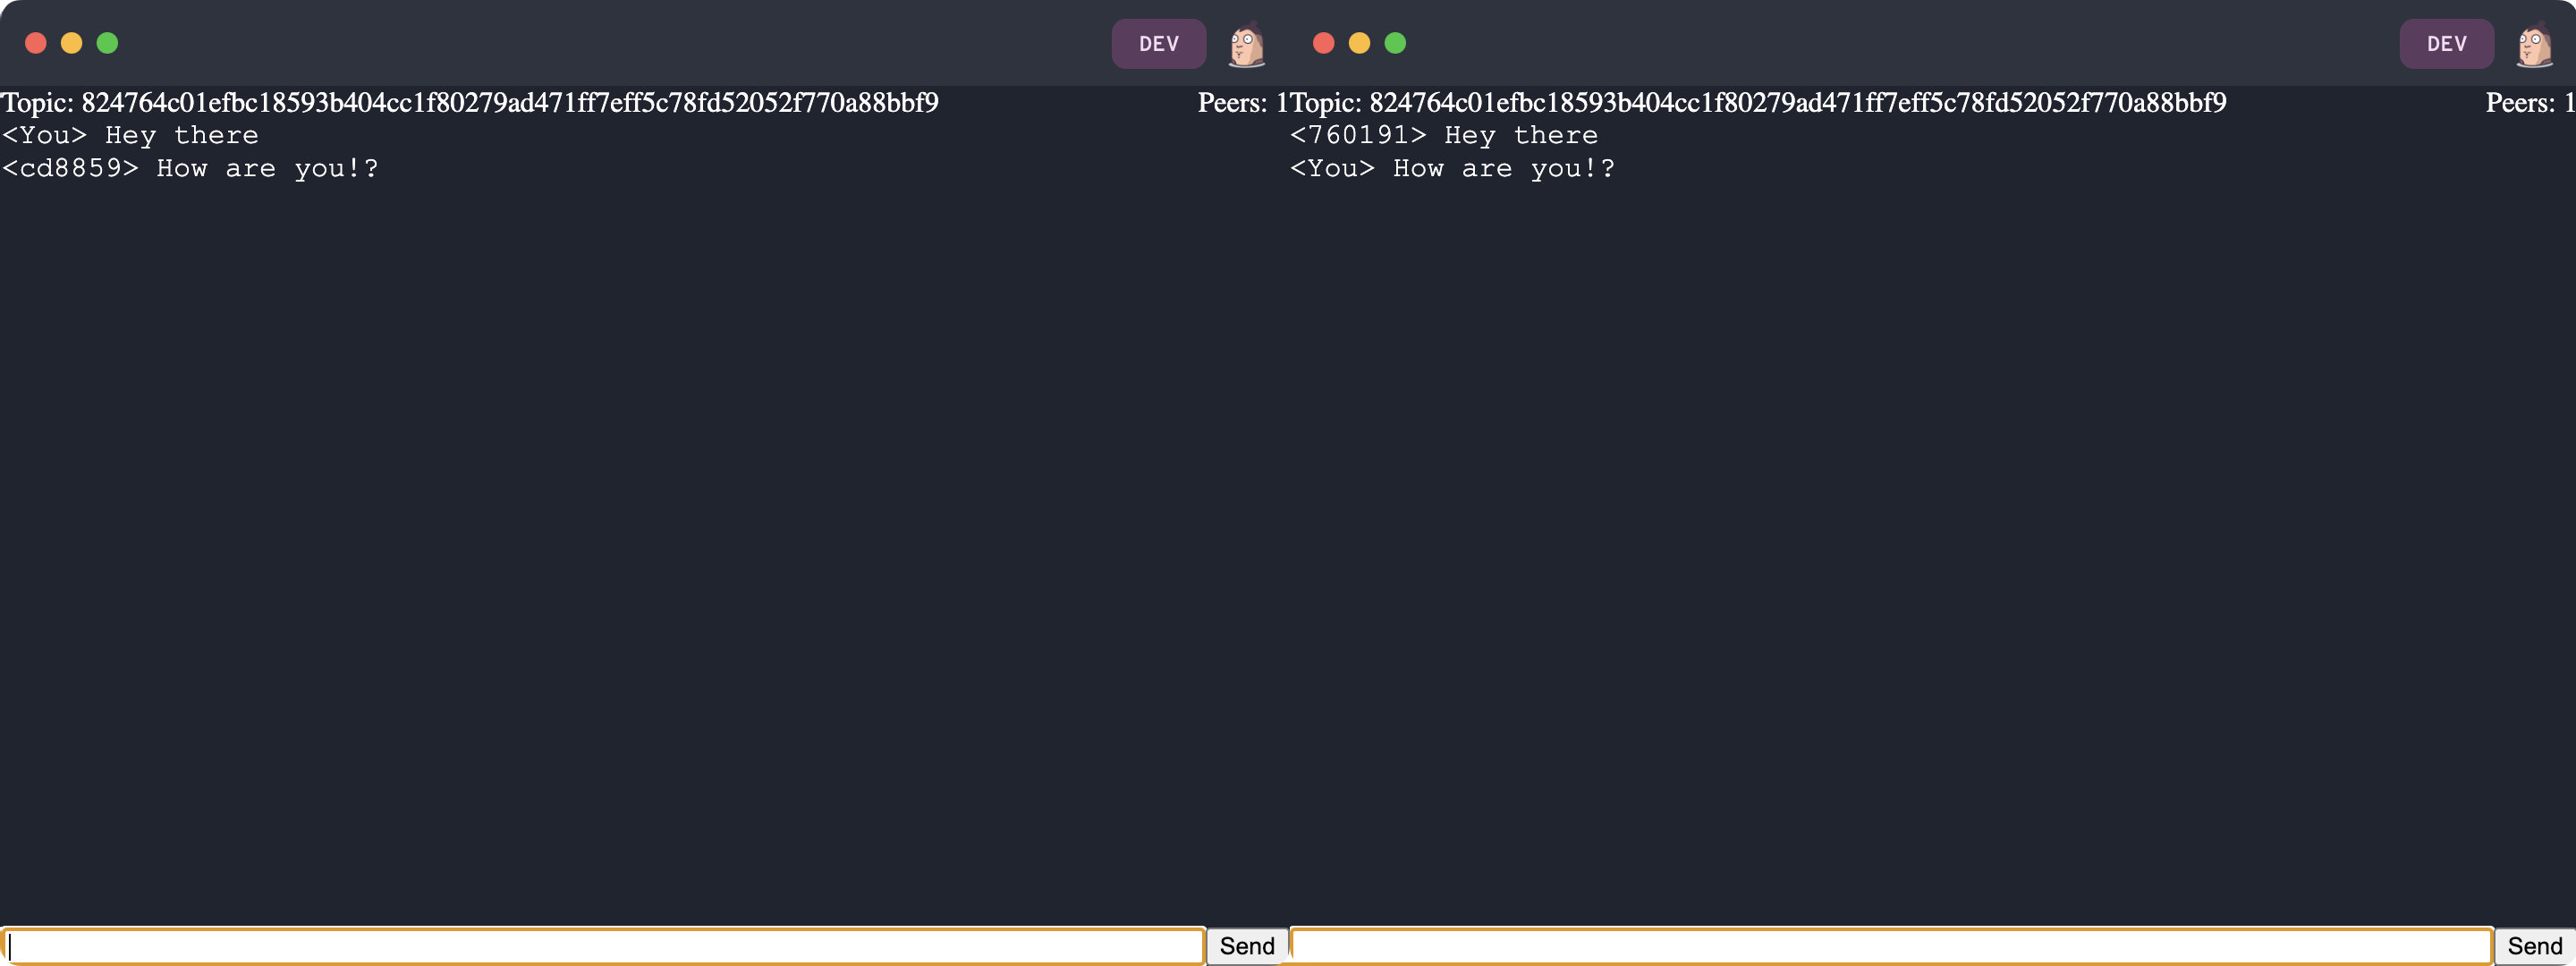 DEV
Topic: 824764c01efbc18593b404cc1f80279ad471ff7eff5c78fd52052f770a88bbf9 Peers: 1
<You> Hey there
<cd8859> How are you!?
Send
DEV
Topic: 824764c01efbc18593b404cc1f80279ad471ff7eff5c78fd52052f770a88bbf9 Peers: 1
<760191> Hey there
<You> How are you!?
Send